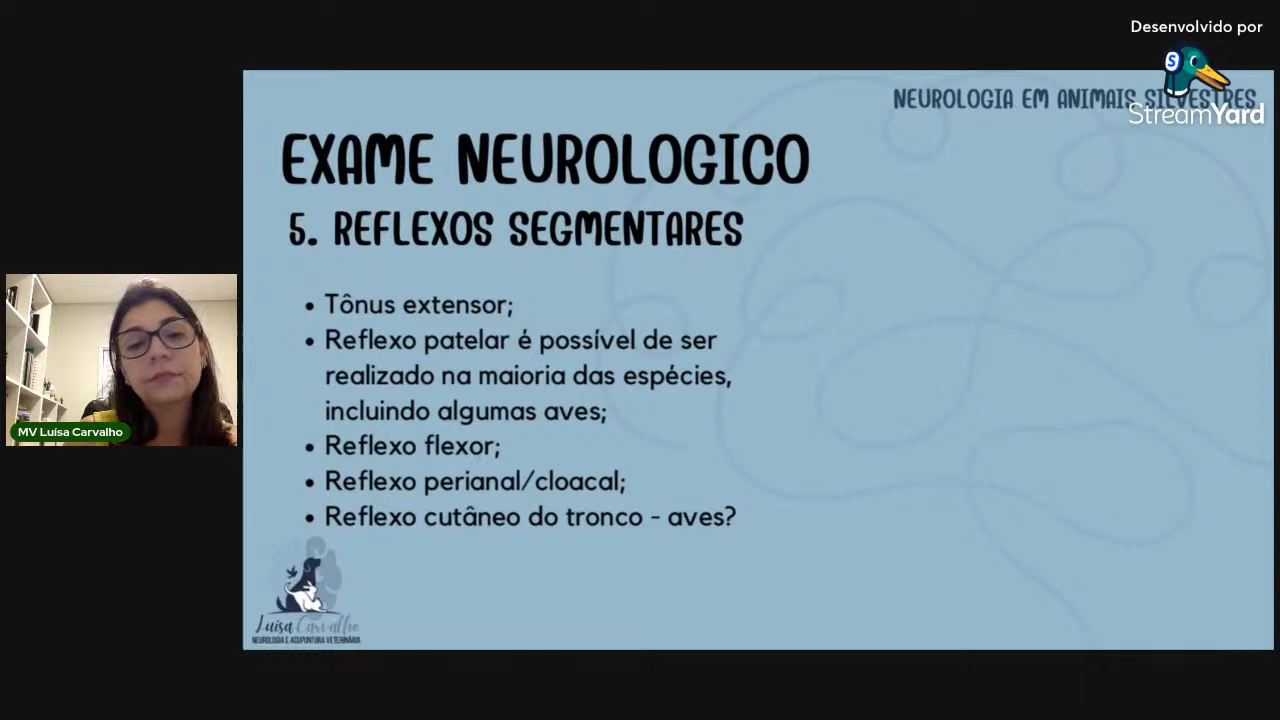 Desenvolvido por
StreamYard
NEUROLOGIA EM ANIMAIS SILVESTRES
EXAME NEUROLOGICO
5. REFLEXOS SEGMENTARES
• Tônus extensor;
• Reflexo patelar é possível de ser
realizado na maioria das espécies,
incluindo algumas aves;
• Reflexo flexor;
• Reflexo perianal/cloacal;
• Reflexo cutâneo do tronco - aves?
MV Luísa Carvalho
Luísa Carvalho
NEUROLOGIA E ACUPUNTURA VETERINÁRIA